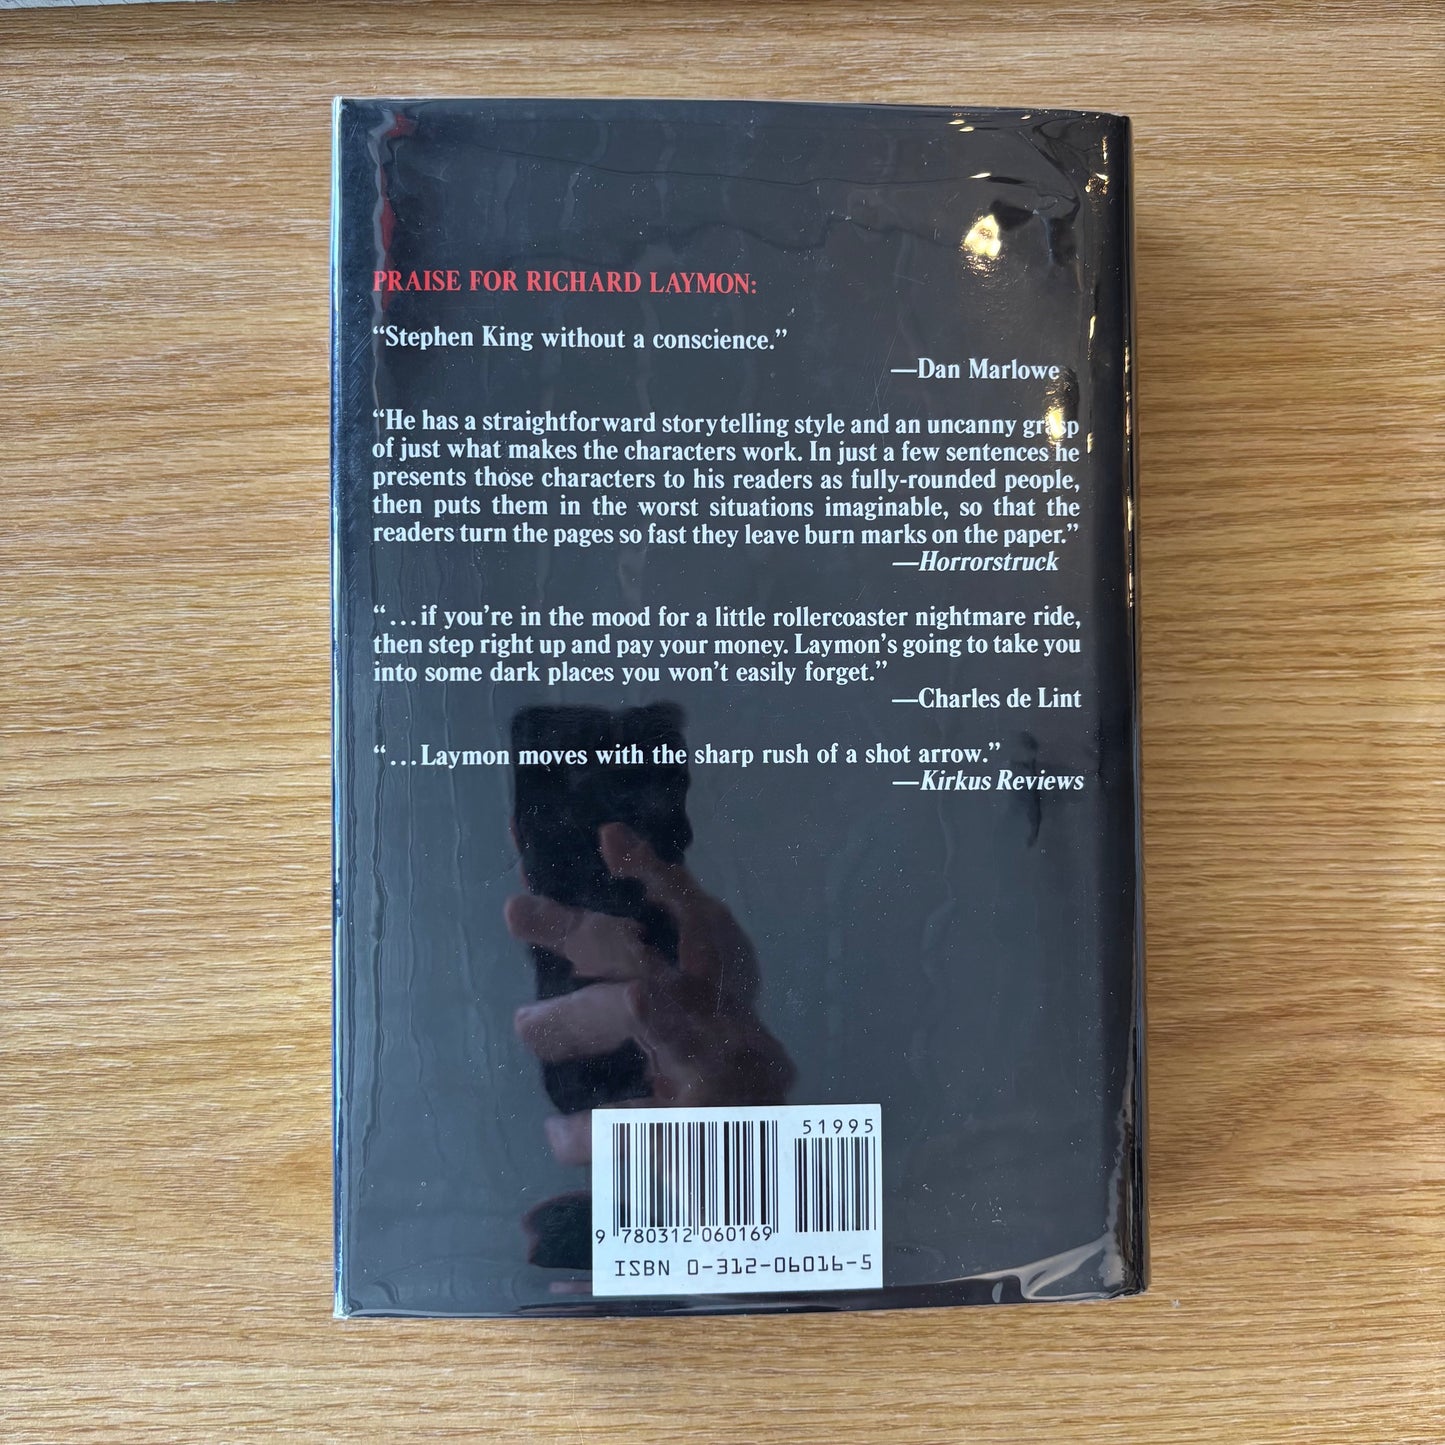 PRAISE FOR RICHARD LAYMON:
“Stephen King without a conscience.”
—Dan Marlowe
“He has a straightforward storytelling style and an uncanny grasp
of just what makes the characters work. In just a few sentences he
presents those characters to his readers as fully-rounded people,
then puts them in the worst situations imaginable, so that the
readers turn the pages so fast they leave burn marks on the paper.”
—Horrorstruck
“...if you’re in the mood for a little rollercoaster nightmare ride,
then step right up and pay your money. Laymon’s going to take you
into some dark places you won’t easily forget.”
—Charles de Lint
“...Laymon moves with the sharp rush of a shot arrow.”
—Kirkus Reviews
51995
9 780312 060169
ISBN 0-312-06016-5